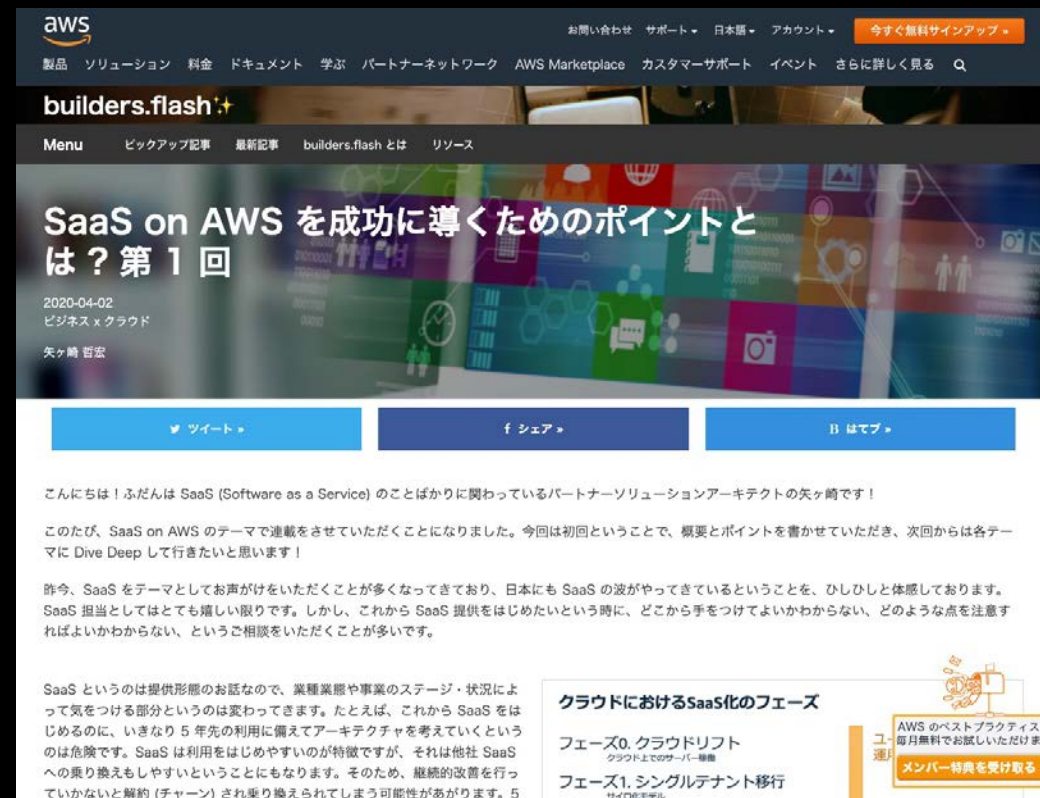 aws
お問い合わせ サポート 日本語 アカウント 今すぐ無料サインアップ »
製品 ソリューション 料金 ドキュメント 学ぶ パートナーネットワーク AWS Marketplace カスタマーサポート イベント さらに詳しく見る
builders.flash
Menu ピックアップ記事 最新記事 builders.flash とは リソース
SaaS on AWS を成功に導くためのポイントと
は？第 1 回
2020-04-02
ビジネス x クラウド
矢ヶ崎 哲宏
ツイート »
f シェア »
B はてブ »
こんにちは！ふだんは SaaS (Software as a Service) のことばかりに関わっているパートナーソリューションアーキテクトの矢ヶ崎です！
このたび、SaaS on AWS のテーマで連載をさせていただくことになりました。今回は初回ということで、概要とポイントを書かせていただき、次回からは各テー
マに Dive Deep して行きたいと思います！
昨今、SaaS をテーマとしてお声がけをいただくことが多くなってきており、日本にも SaaS の波がやってきているということを、ひしひしと体感しております。
SaaS 担当としてはとても嬉しい限りです。しかし、これから SaaS 提供をはじめたいという時に、どこから手をつけてよいかわからない、どのような点を注意す
ればよいかわからない、というご相談をいただくことが多いです。
SaaS というのは提供形態のお話なので、業種業態や事業のステージ・状況によ
って気をつける部分というのは変わってきます。たとえば、これから SaaS をは
じめるのに、いきなり 5 年先の利用に備えてアーキテクチャを考えていくという
のは危険です。SaaS は利用をはじめやすいのが特徴ですが、それは他社 SaaS
への乗り換えもしやすいということにもなります。そのため、継続的改善を行っ
ていかないと解約 (チャーン) され乗り換えられてしまう可能性があがります。5
クラウドにおけるSaaS化のフェーズ
フェーズ0. クラウドリフト
クラウド上でのサーバー稼働
フェーズ1. シングルテナント移行
サイロ化モデル
AWS のベストプラクティス
毎月無料でお試しいただけま
メンバー特典を受け取る